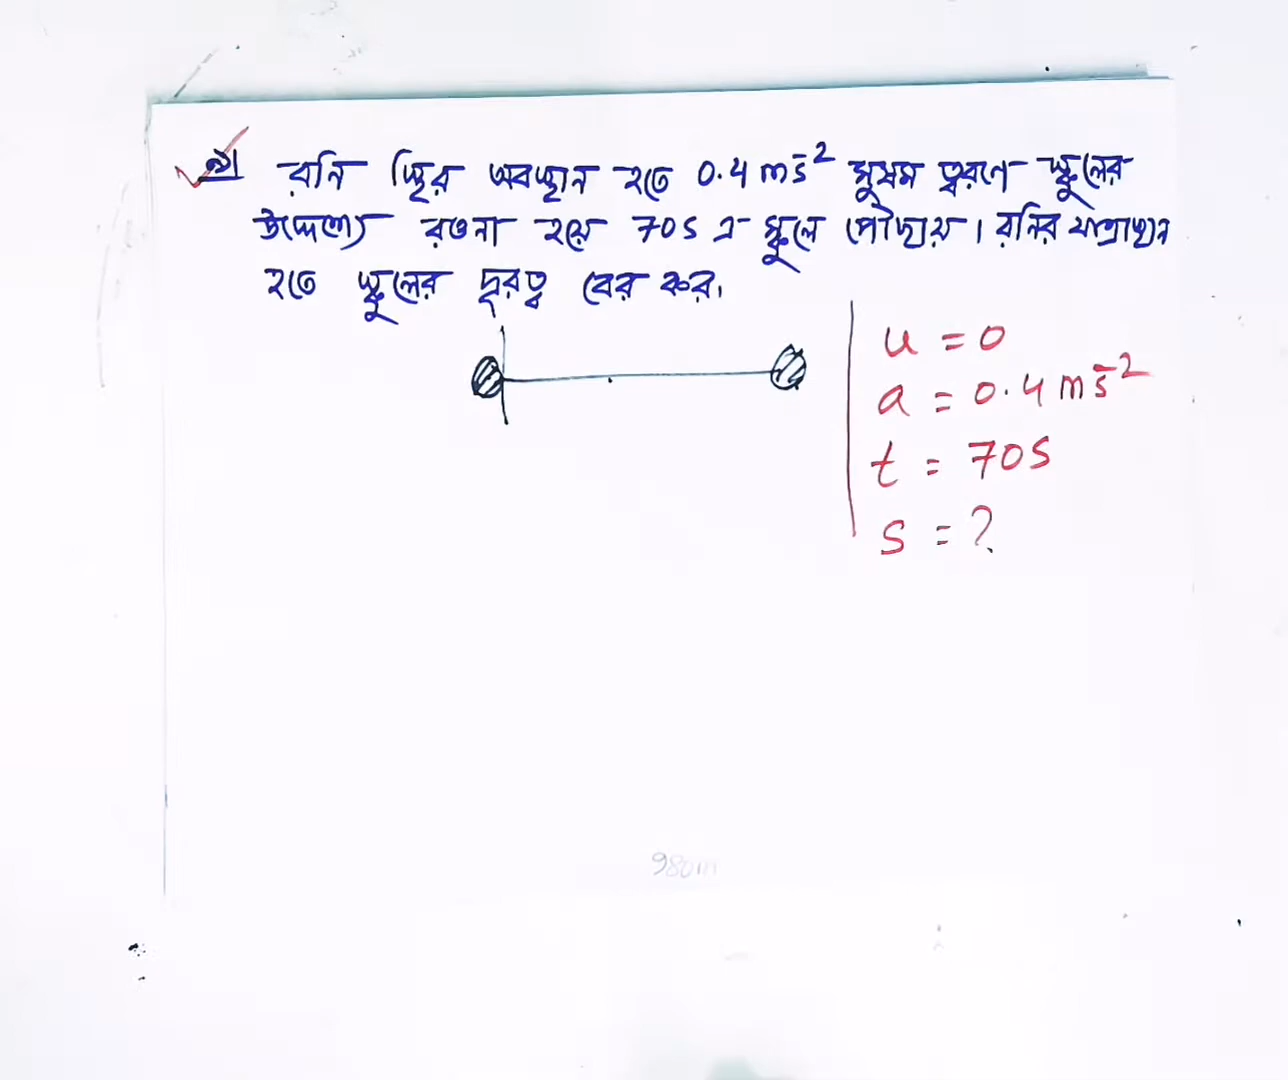 ১। রনি স্থির অবস্থান হতে 0.4 ms⁻² সুষম ত্বরণে স্কুলের
উদ্দেশ্যে রওনা হয়ে 70s এ স্কুলে পৌঁছায়। রনির যাত্রাস্থান
হতে স্কুলের দূরত্ব বের কর।
u = 0
a = 0.4 ms⁻²
t = 70s
s = ?
980m